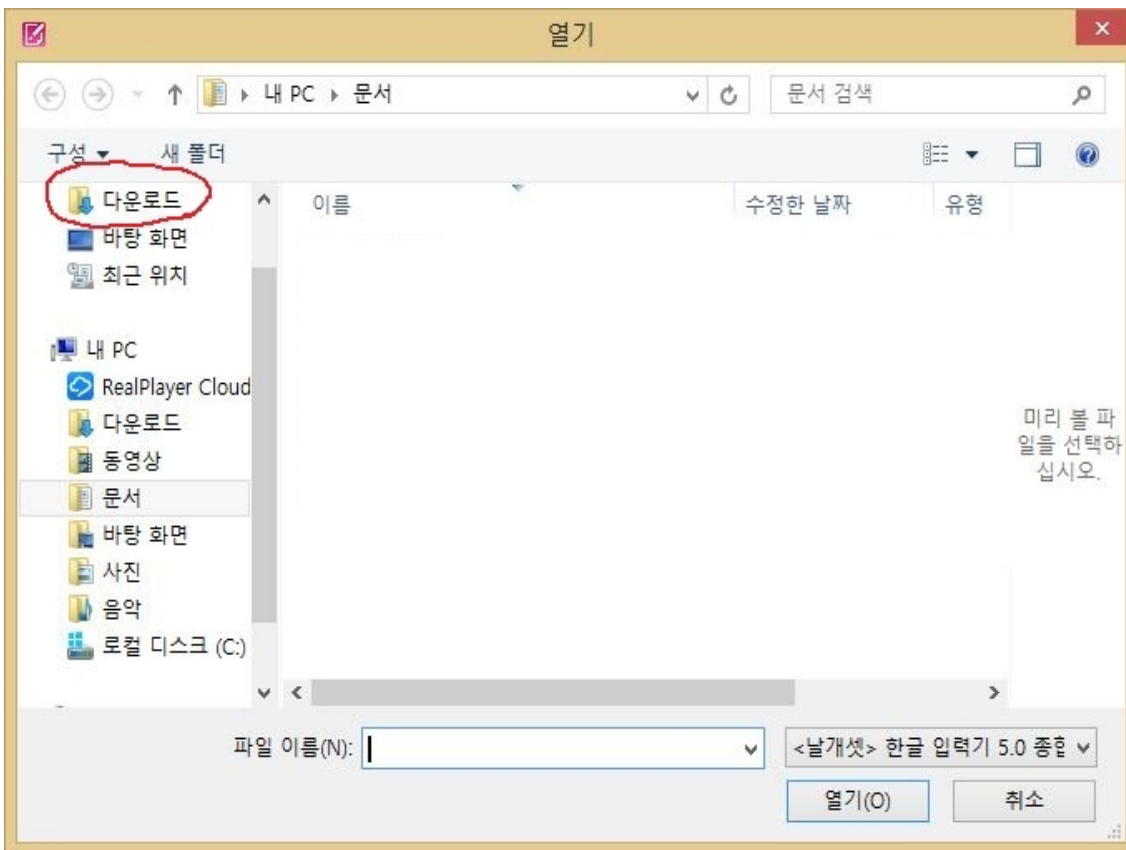 열기
내 PC 문서
문서 검색
구성 새 폴더
다운로드
바탕 화면
최근 위치
내 PC
RealPlayer Cloud
다운로드
동영상
문서
바탕 화면
사진
음악
로컬 디스크 (C:)
이름 수정한 날짜 유형
미리 볼 파
일을 선택하
십시오.
파일 이름(N):
<날개셋> 한글 입력기 5.0 종합
열기(O) 취소